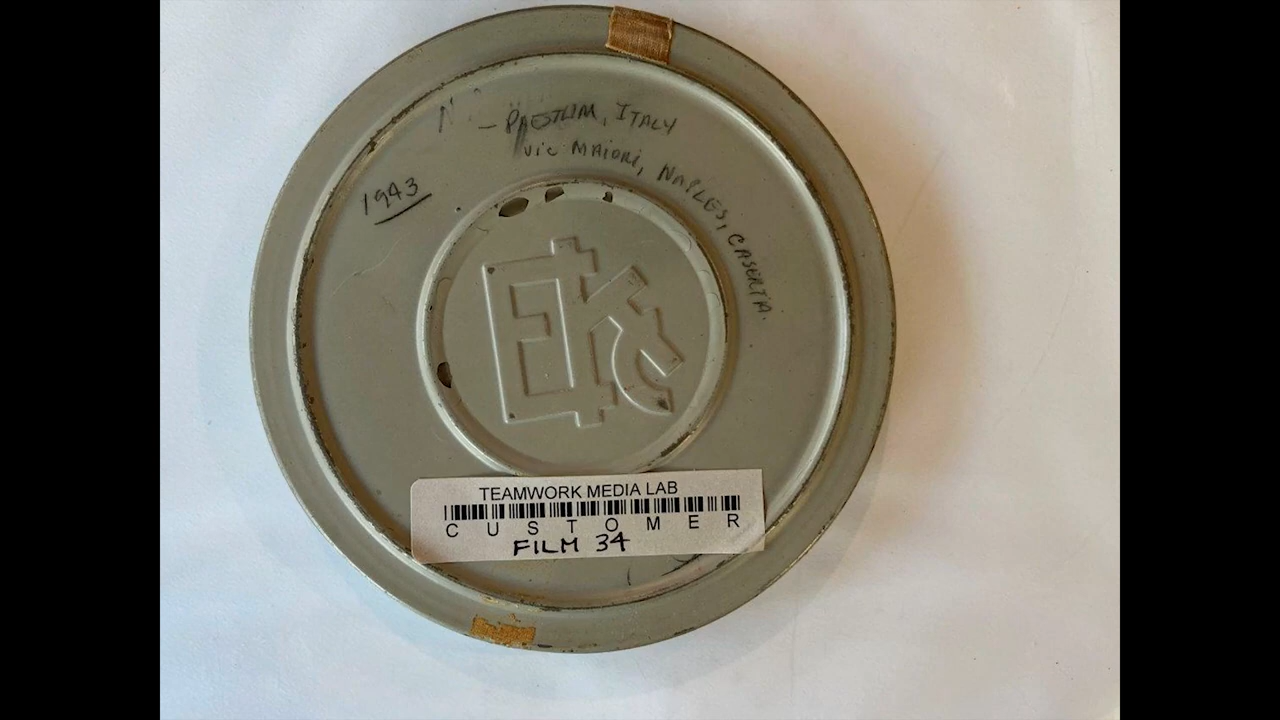 - PAESTUM, ITALY
vic MAIORI, NAPLES, CASERTA.
1943
EK
TEAMWORK MEDIA LAB
CUSTOMER
FILM 34